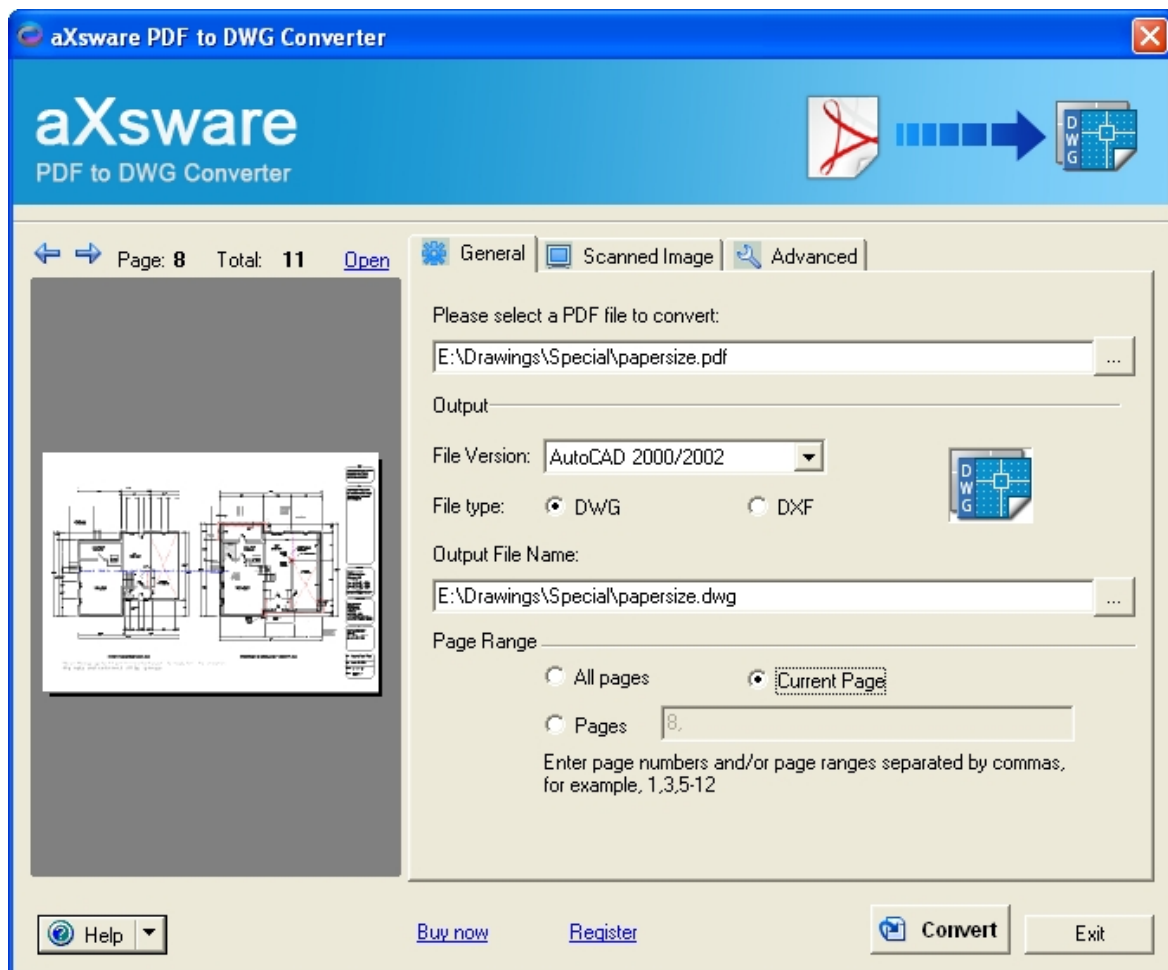 aXsware PDF to DWG Converter
aXsware
PDF to DWG Converter
DWG
Page: 8 Total: 11 Open
General Scanned Image Advanced
Please select a PDF file to convert:
E:\Drawings\Special\papersize.pdf ...
Output
File Version: AutoCAD 2000/2002
DWG
File type: DWG DXF
Output File Name:
E:\Drawings\Special\papersize.dwg ...
Page Range
All pages Current Page
Pages 8,
Enter page numbers and/or page ranges separated by commas,
for example, 1,3,5-12
Help Buy now Register Convert Exit